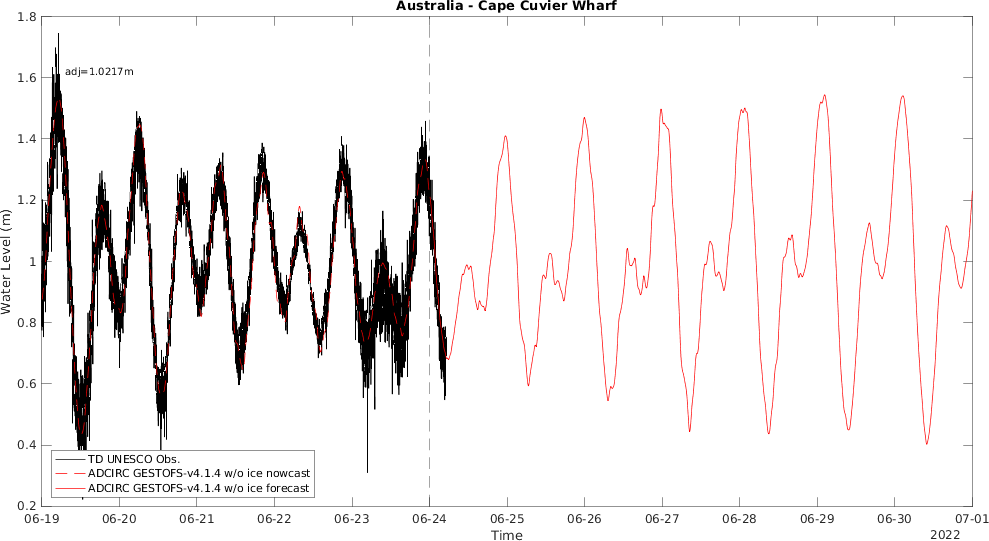 Australia - Cape Cuvier Wharf
1.8
1.6
1.4
1.2
1
0.8
0.6
0.4
0.2
Water Level (m)
adj=1.0217m
TD UNESCO Obs.
ADCIRC GESTOFS-v4.1.4 w/o ice nowcast
ADCIRC GESTOFS-v4.1.4 w/o ice forecast
06-19 06-20 06-21 06-22 06-23 06-24 06-25 06-26 06-27 06-28 06-29 06-30 07-01
Time
2022